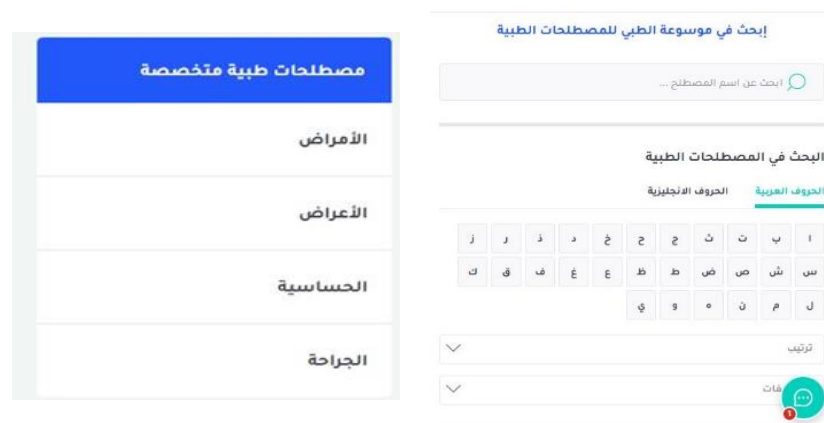 إبحث في موسوعة الطبي للمصطلحات الطبية
ابحث عن اسم المصطلح ...
البحث في المصطلحات الطبية
الحروف العربية الحروف الانجليزية
ا ب ت ث ج ح خ د ذ ر ز
س ش ص ض ط ظ ع غ ف ق ك
ل م ن ه و ي
ترتيب
1
مصطلحات طبية متخصصة
الأمراض
الأعراض
الحساسية
الجراحة